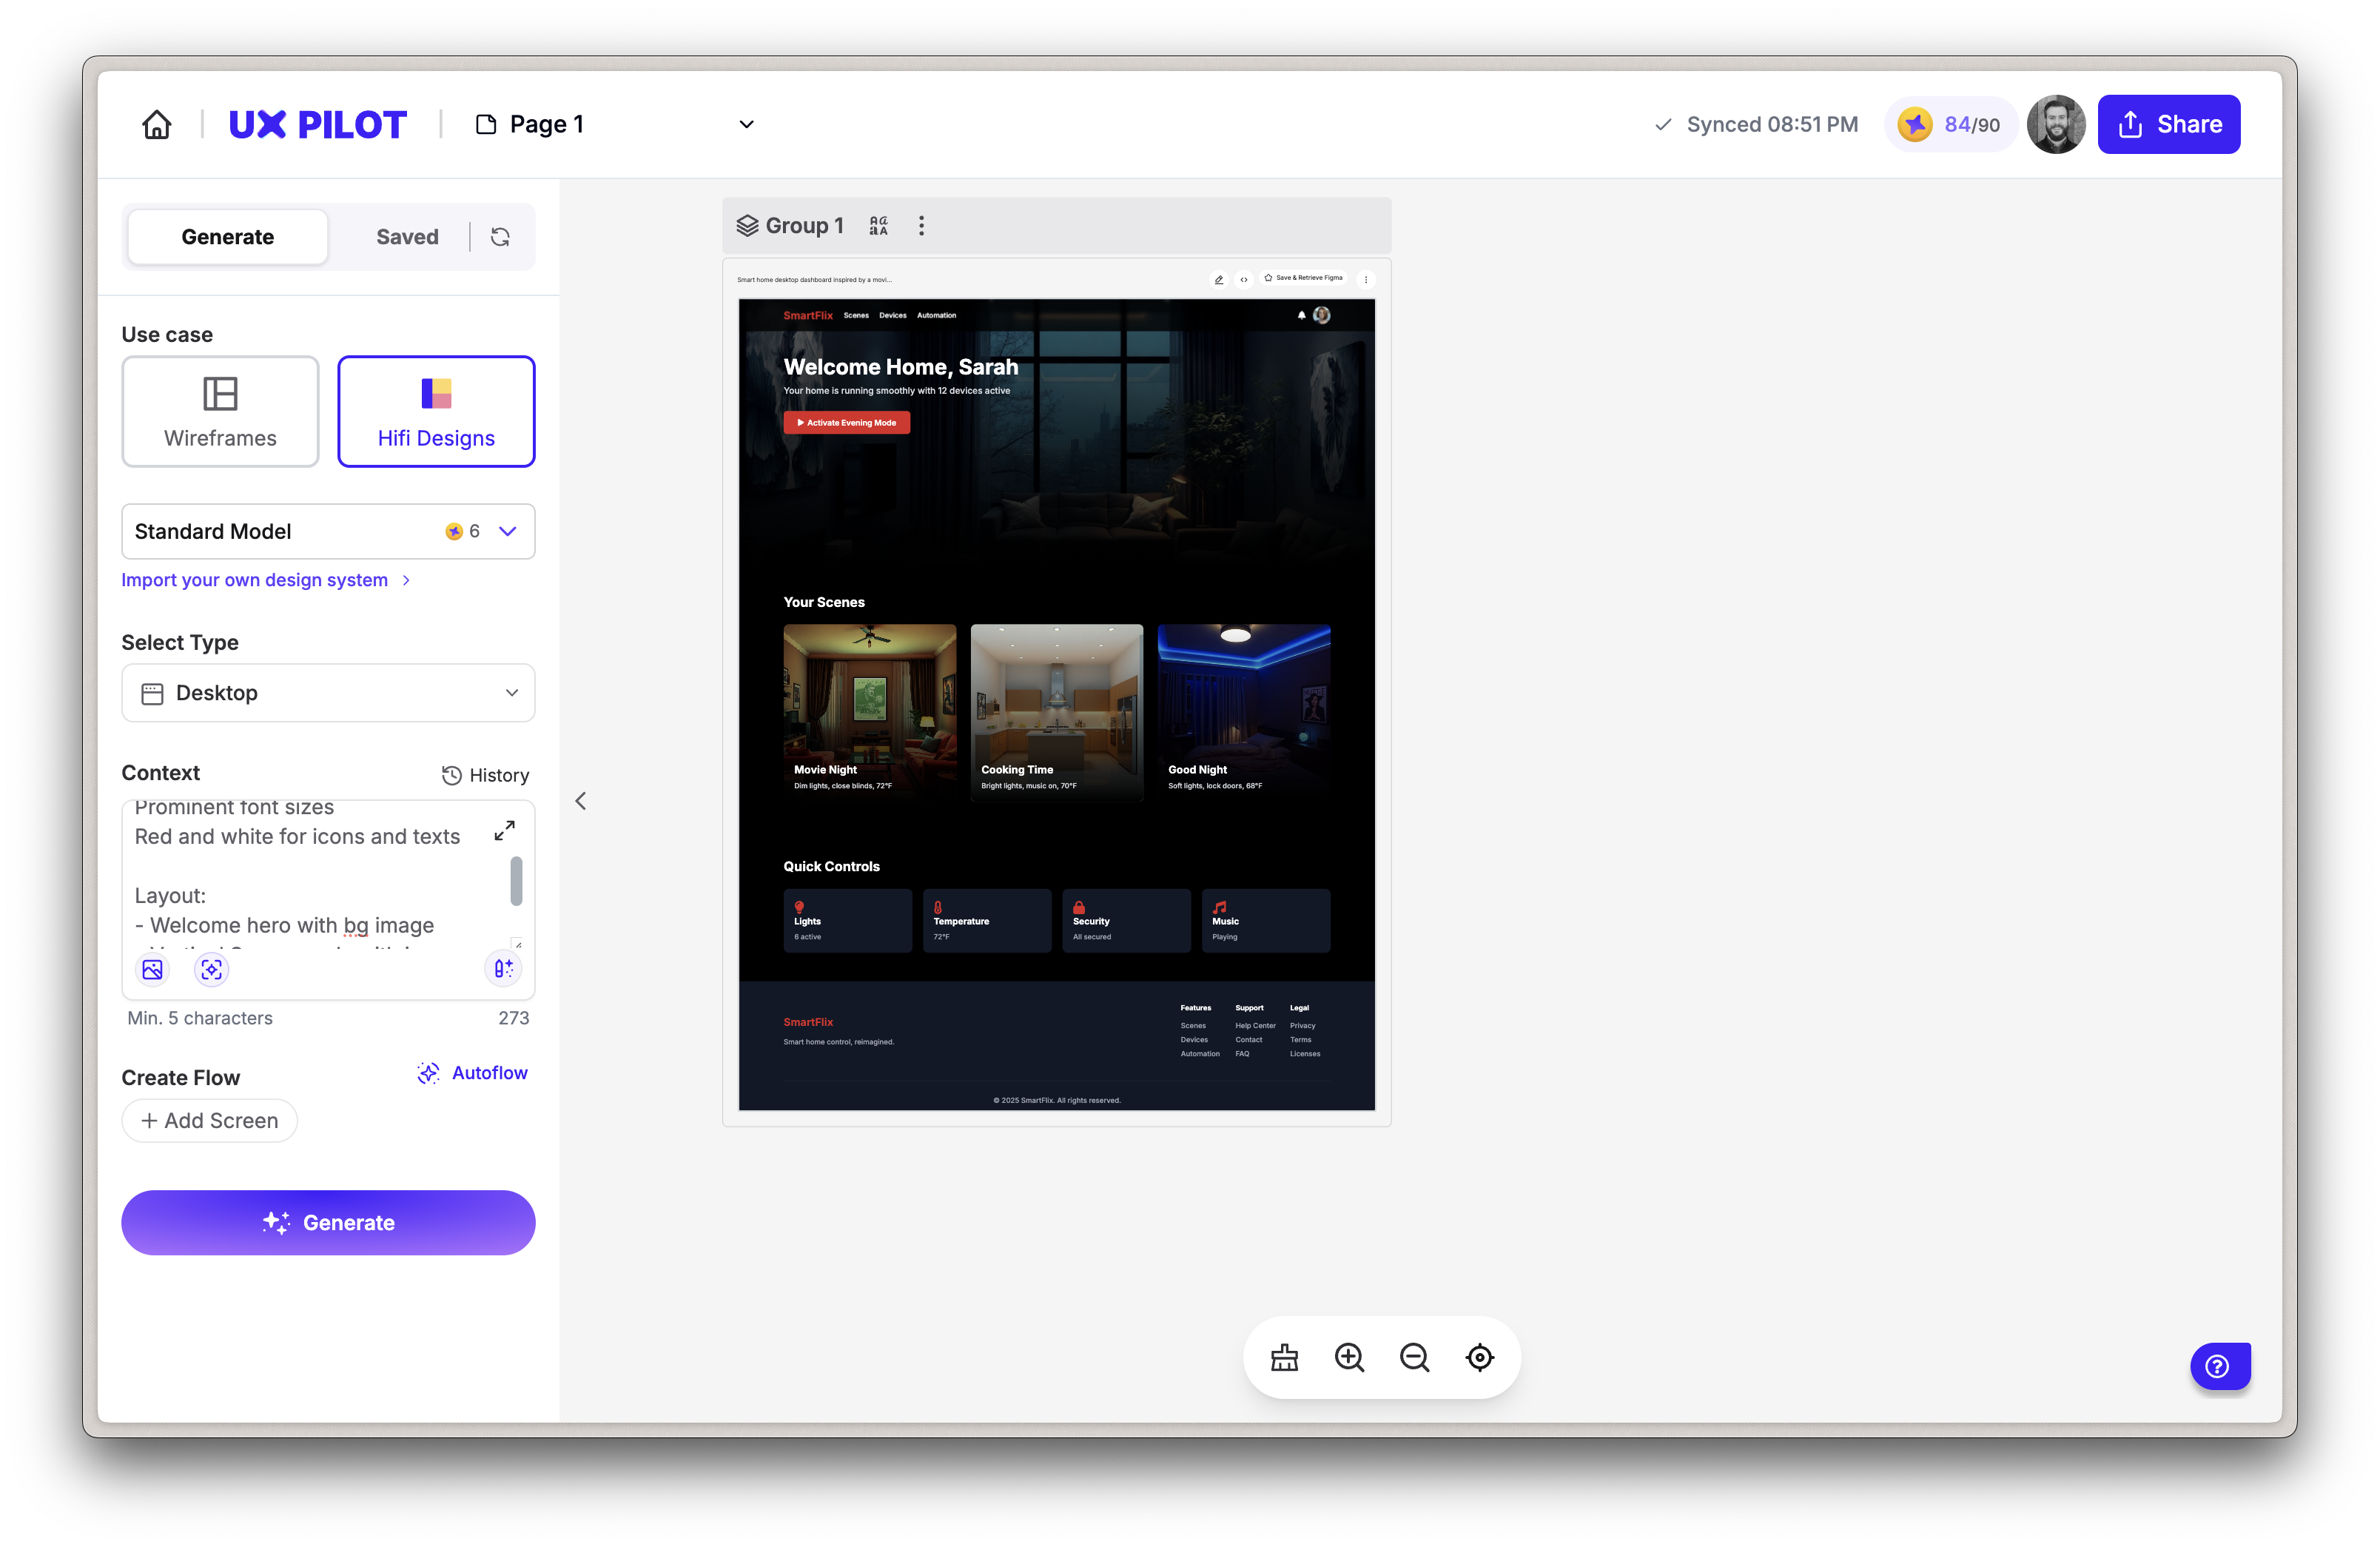 UX PILOT
Page 1
Synced 08:51 PM
84/90
Share
Generate
Saved
Use case
Wireframes
Hifi Designs
Standard Model
6
Import your own design system
Select Type
Desktop
Context
History
Prominent font sizes
Red and white for icons and texts
Layout:
- Welcome hero with bg image
Min. 5 characters
273
Create Flow
Autoflow
+ Add Screen
Generate
Group 1
Smart home desktop dashboard inspired by a movi...
Save & Retrieve Figma
SmartFlix
Scenes
Devices
Automation
Welcome Home, Sarah
Your home is running smoothly with 12 devices active
Activate Evening Mode
Your Scenes
Movie Night
Dim lights, close blinds, 72°F
Cooking Time
Bright lights, music on, 70°F
Good Night
Soft lights, lock doors, 68°F
Quick Controls
Lights
6 active
Temperature
72°F
Security
All secured
Music
Playing
SmartFlix
Smart home control, reimagined.
Features
Scenes
Devices
Automation
Support
Help Center
Contact
FAQ
Legal
Privacy
Terms
Licenses
© 2025 SmartFlix. All rights reserved.